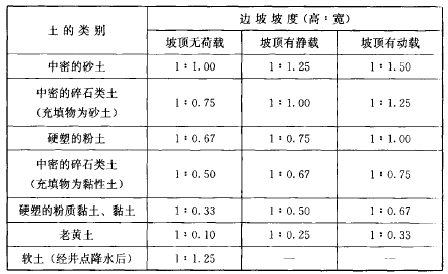 土的类别
边坡坡度（高：宽）
坡顶无荷载 坡顶有静载 坡顶有动载
中密的砂土 1：1.00 1：1.25 1：1.50
中密的碎石类土
（充填物为砂土） 1：0.75 1：1.00 1：1.25
硬塑的粉土 1：0.67 1：0.75 1：1.00
中密的碎石类土
（充填物为黏性土） 1：0.50 1：0.67 1：0.75
硬塑的粉质黏土、黏土 1：0.33 1：0.50 1：0.67
老黄土 1：0.10 1：0.25 1：0.33
软土（经井点降水后） 1：1.25 — —